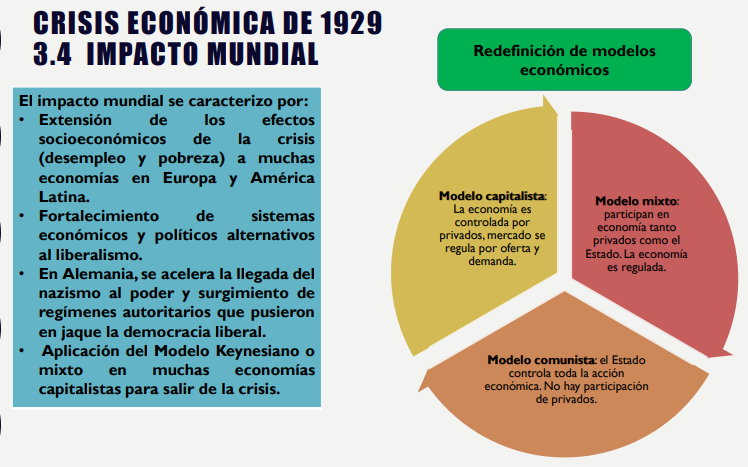 CRISIS ECONÓMICA DE 1929
3.4 IMPACTO MUNDIAL
El impacto mundial se caracterizo por:
• Extensión de los efectos
socioeconómicos de la crisis
(desempleo y pobreza) a muchas
economías en Europa y América
Latina.
• Fortalecimiento de sistemas
económicos y políticos alternativos
al liberalismo.
• En Alemania, se acelera la llegada del
nazismo al poder y surgimiento de
regímenes autoritarios que pusieron
en jaque la democracia liberal.
• Aplicación del Modelo Keynesiano o
mixto en muchas economías
capitalistas para salir de la crisis.
Redefinición de modelos
económicos
Modelo capitalista:
La economía es
controlada por
privados, mercado se
regula por oferta y
demanda.
Modelo mixto:
participan en
economía tanto
privados como el
Estado. La economía
es regulada.
Modelo comunista: el Estado
controla toda la acción
económica. No hay participación
de privados.